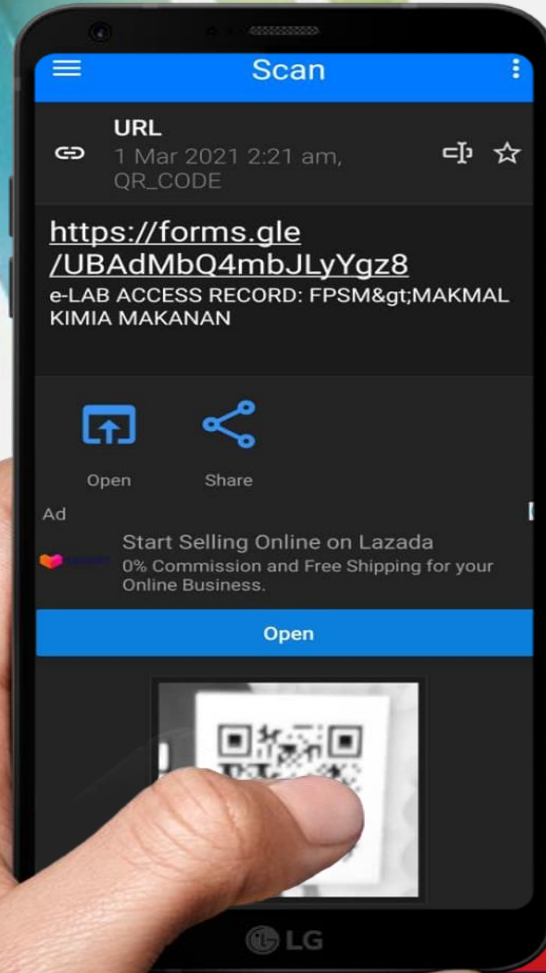 Scan
URL
1 Mar 2021 2:21 am,
QR_CODE
https://forms.gle
/UBAdMbQ4mbJLyYgz8
e-LAB ACCESS RECORD: FPSM&gt;MAKMAL
KIMIA MAKANAN
Open
Share
Ad
Start Selling Online on Lazada
0% Commission and Free Shipping for your
Online Business.
Open
LG